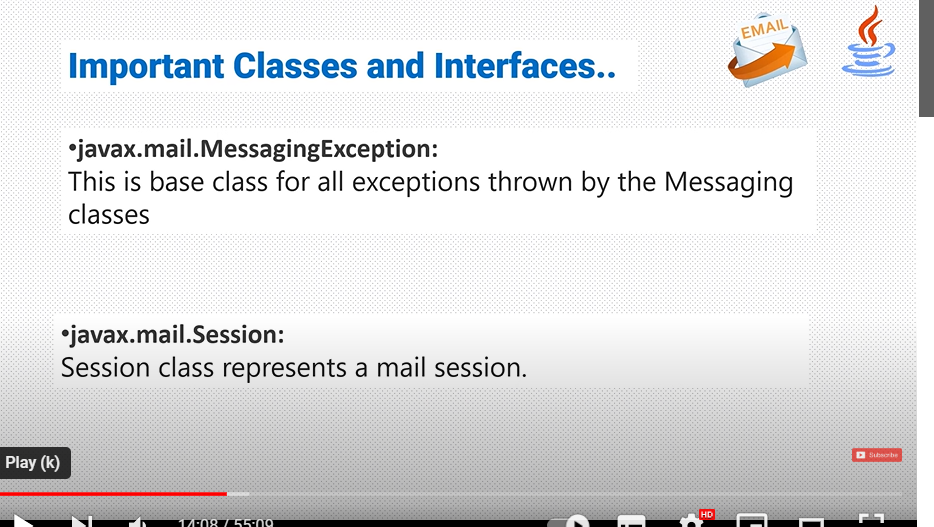 EMAIL
Important Classes and Interfaces..
•javax.mail.MessagingException:
This is base class for all exceptions thrown by the Messaging
classes
•javax.mail.Session:
Session class represents a mail session.
Subscribe
Play (k)
HD
14:08 / 55:09